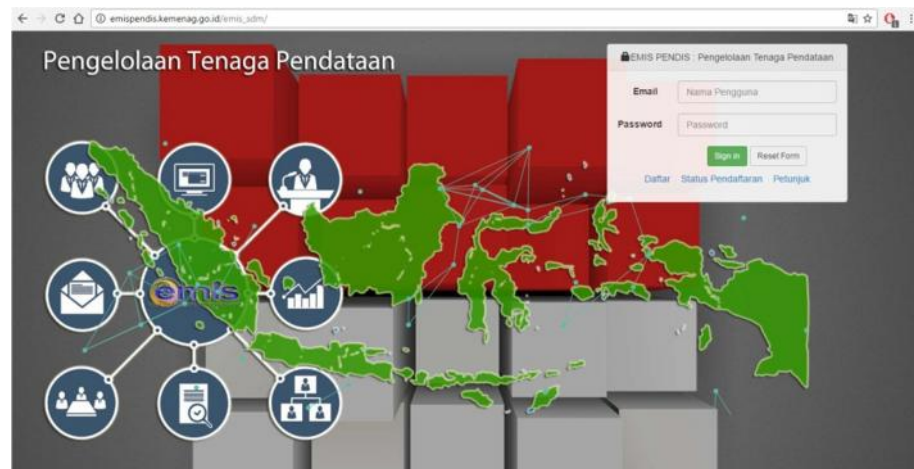 emispendis.kemenag.go.id/emis_sdm/
Pengelolaan Tenaga Pendataan
EMIS PENDIS : Pengelolaan Tenaga Pendataan
Email
Nama Pengguna
Password
Password
Sign in
Reset Form
Daftar
Status Pendaftaran
Petunjuk
emis